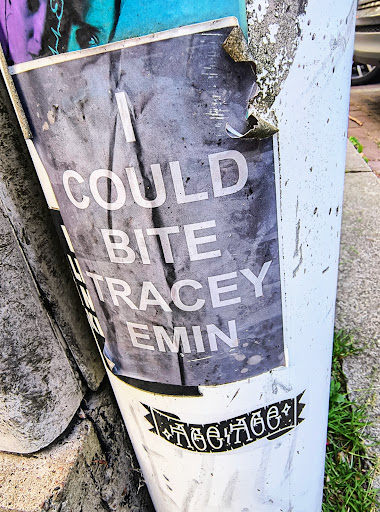 I
COULD
BITE
TRACEY
EMIN